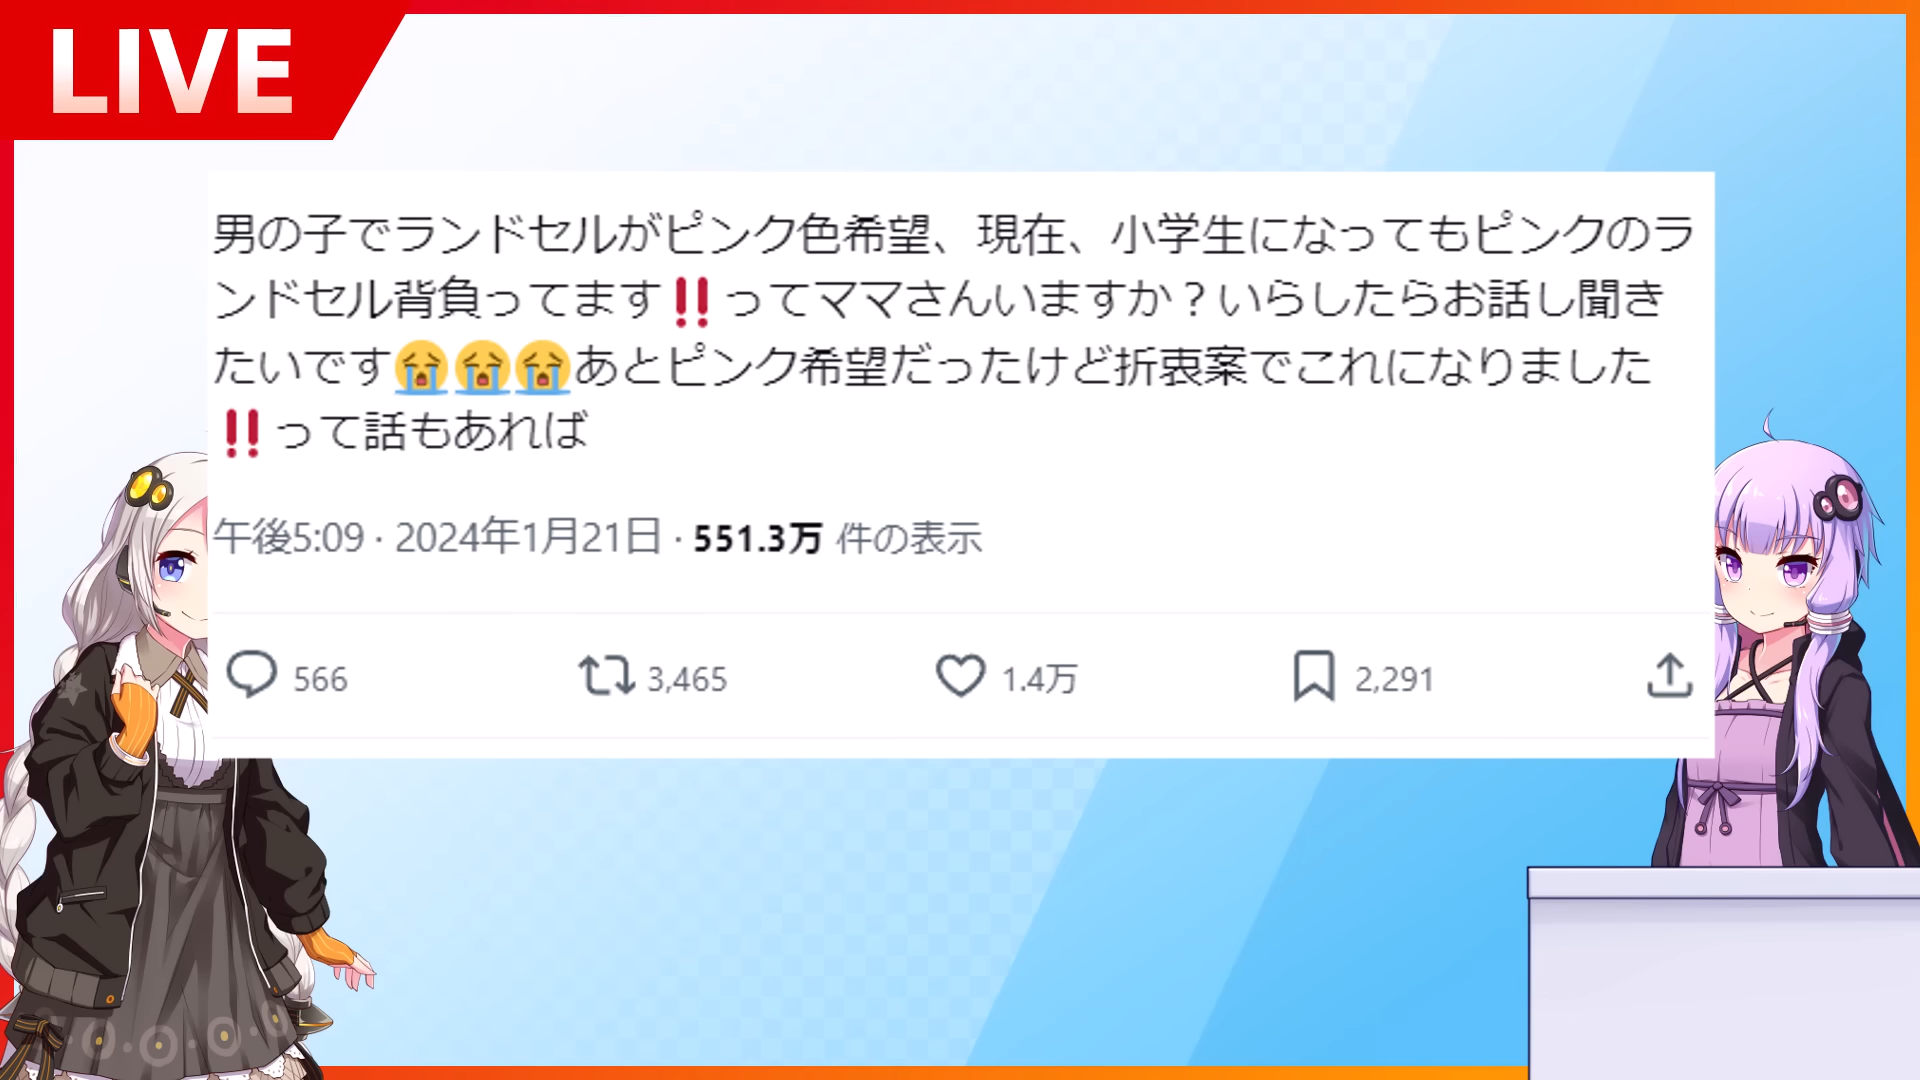 LIVE
男の子でランドセルがピンク色希望、現在、小学生になってもピンクのラ
ンドセル背負ってます‼️ってママさんいますか？いらしたらお話し聞き
たいです😭😭😭あとピンク希望だったけど折衷案でこれになりました
‼️って話もあれば
午後5:09 · 2024年1月21日 · 551.3万 件の表示
566 3,465 1.4万 2,291